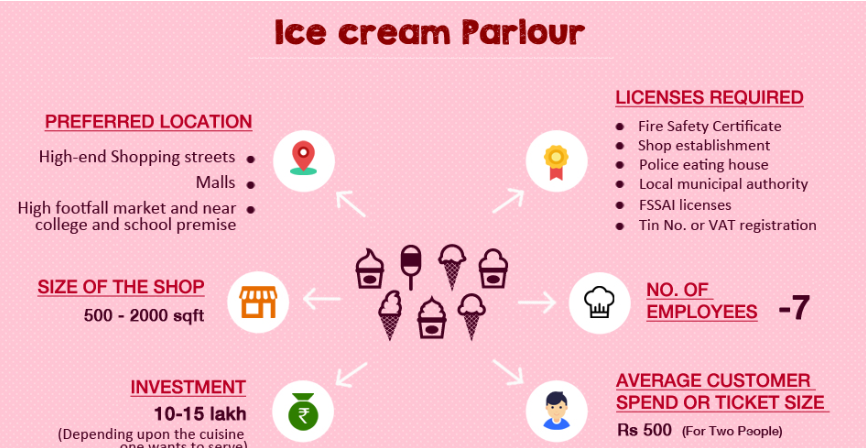 Ice cream Parlour
PREFERRED LOCATION
High-end Shopping streets
Malls
High footfall market and near
college and school premise
LICENSES REQUIRED
Fire Safety Certificate
Shop establishment
Police eating house
Local municipal authority
FSSAI licenses
Tin No. or VAT registration
SIZE OF THE SHOP
500 - 2000 sqft
NO. OF
EMPLOYEES -7
INVESTMENT
10-15 lakh
(Depending upon the cuisine
one wants to serve)
₹
AVERAGE CUSTOMER
SPEND OR TICKET SIZE
Rs 500 (For Two People)